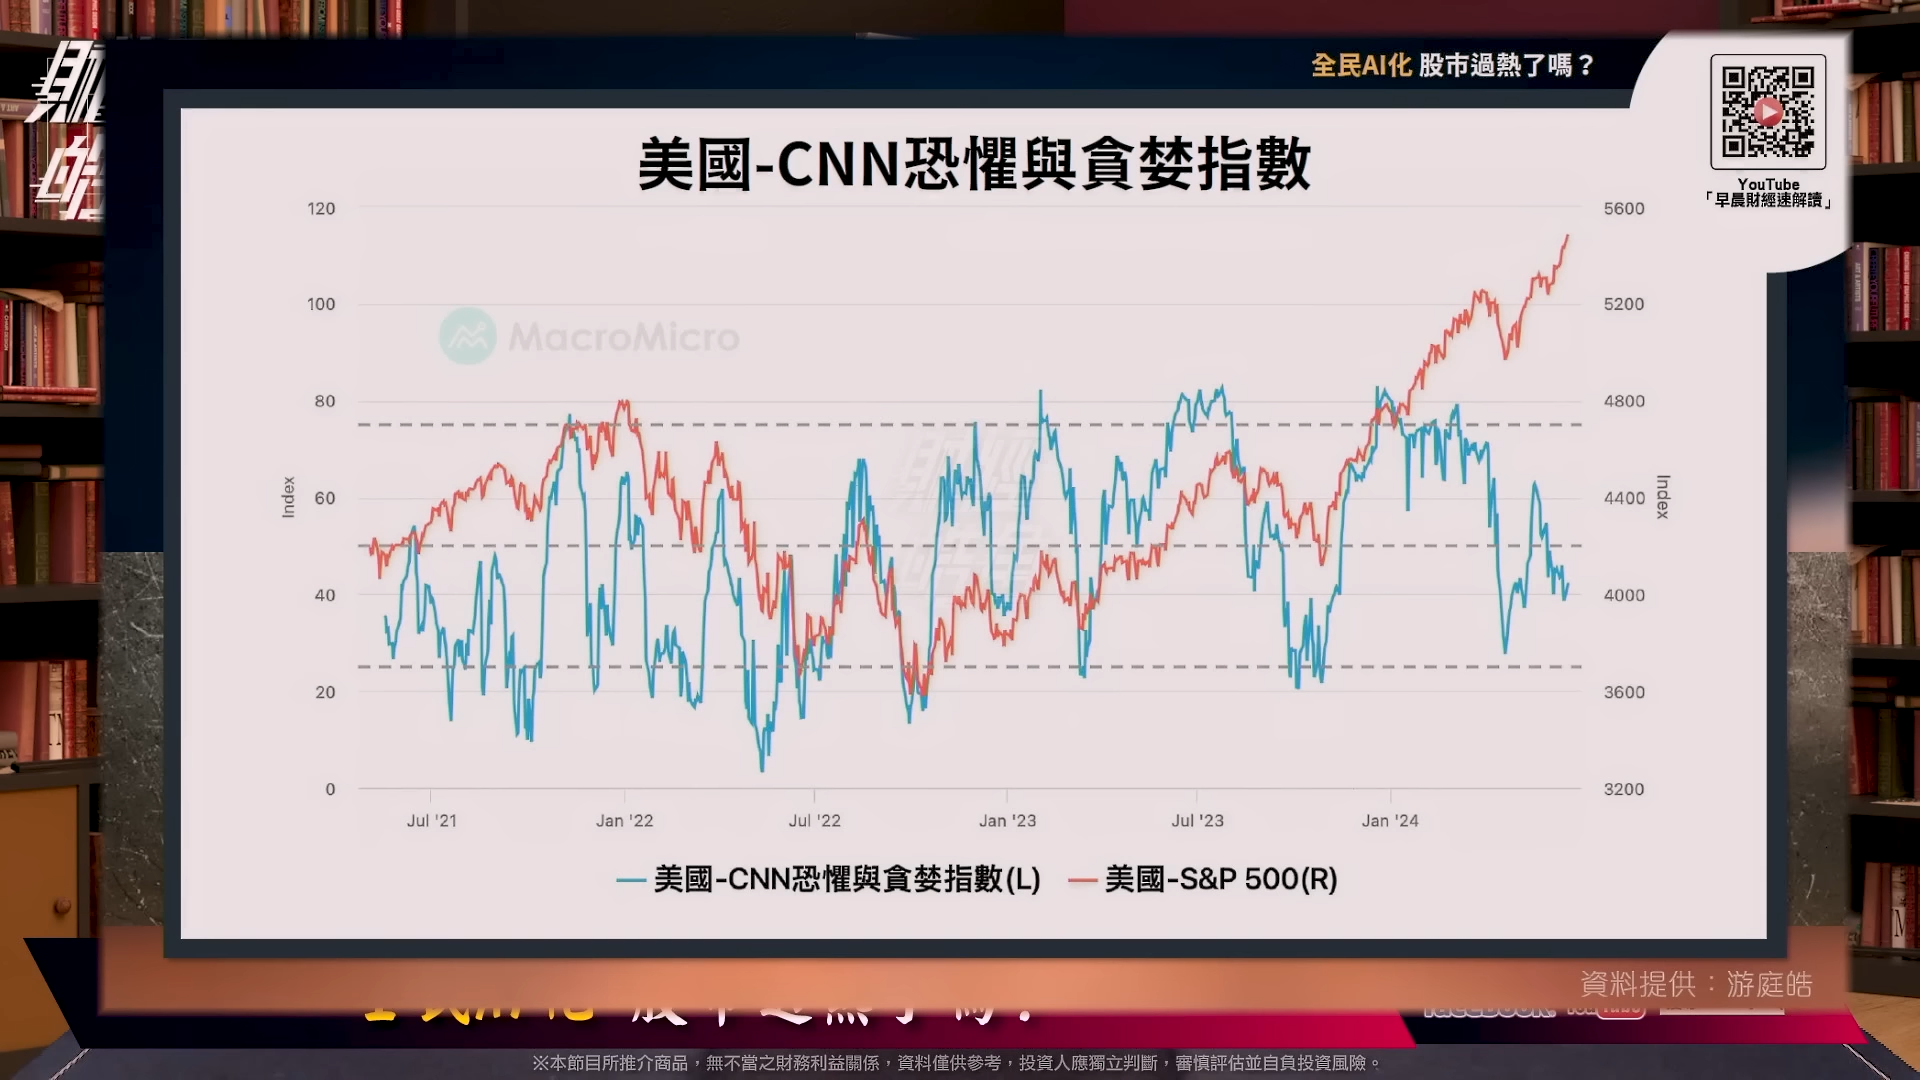 全民AI化 股市過熱了嗎？
YouTube
「早晨財經速解讀」
美國-CNN恐懼與貪婪指數
120
100
80
60
40
20
0
Index
5600
5200
4800
4400
4000
3600
3200
Index
MacroMicro
Jul '21
Jan '22
Jul '22
Jan '23
Jul '23
Jan '24
美國-CNN恐懼與貪婪指數(L)
美國-S&P 500(R)
資料提供：游庭皓
※本節目所推介商品，無不當之財務利益關係，資料僅供參考，投資人應獨立判斷，審慎評估並自負投資風險。